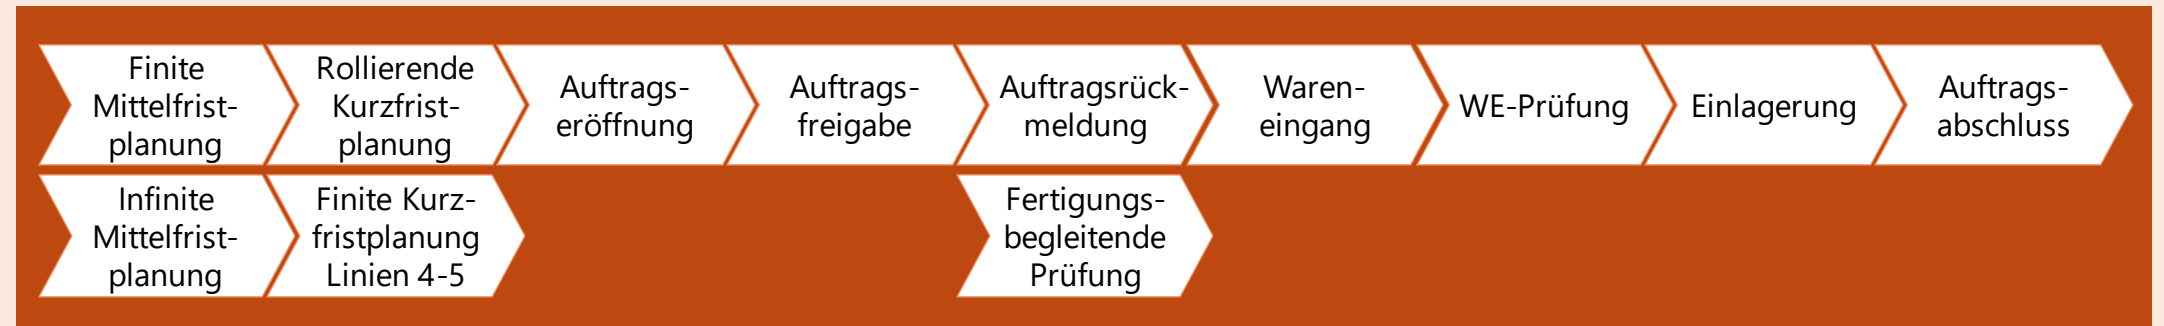 Finite
Mittelfrist-
planung
Rollierende
Kurzfrist-
planung
Auftrags-
eröffnung
Auftrags-
freigabe
Auftragsrück-
meldung
Waren-
eingang
WE-Prüfung
Einlagerung
Auftrags-
abschluss
Infinite
Mittelfrist-
planung
Finite Kurz-
fristplanung
Linien 4-5
Fertigungs-
begleitende
Prüfung